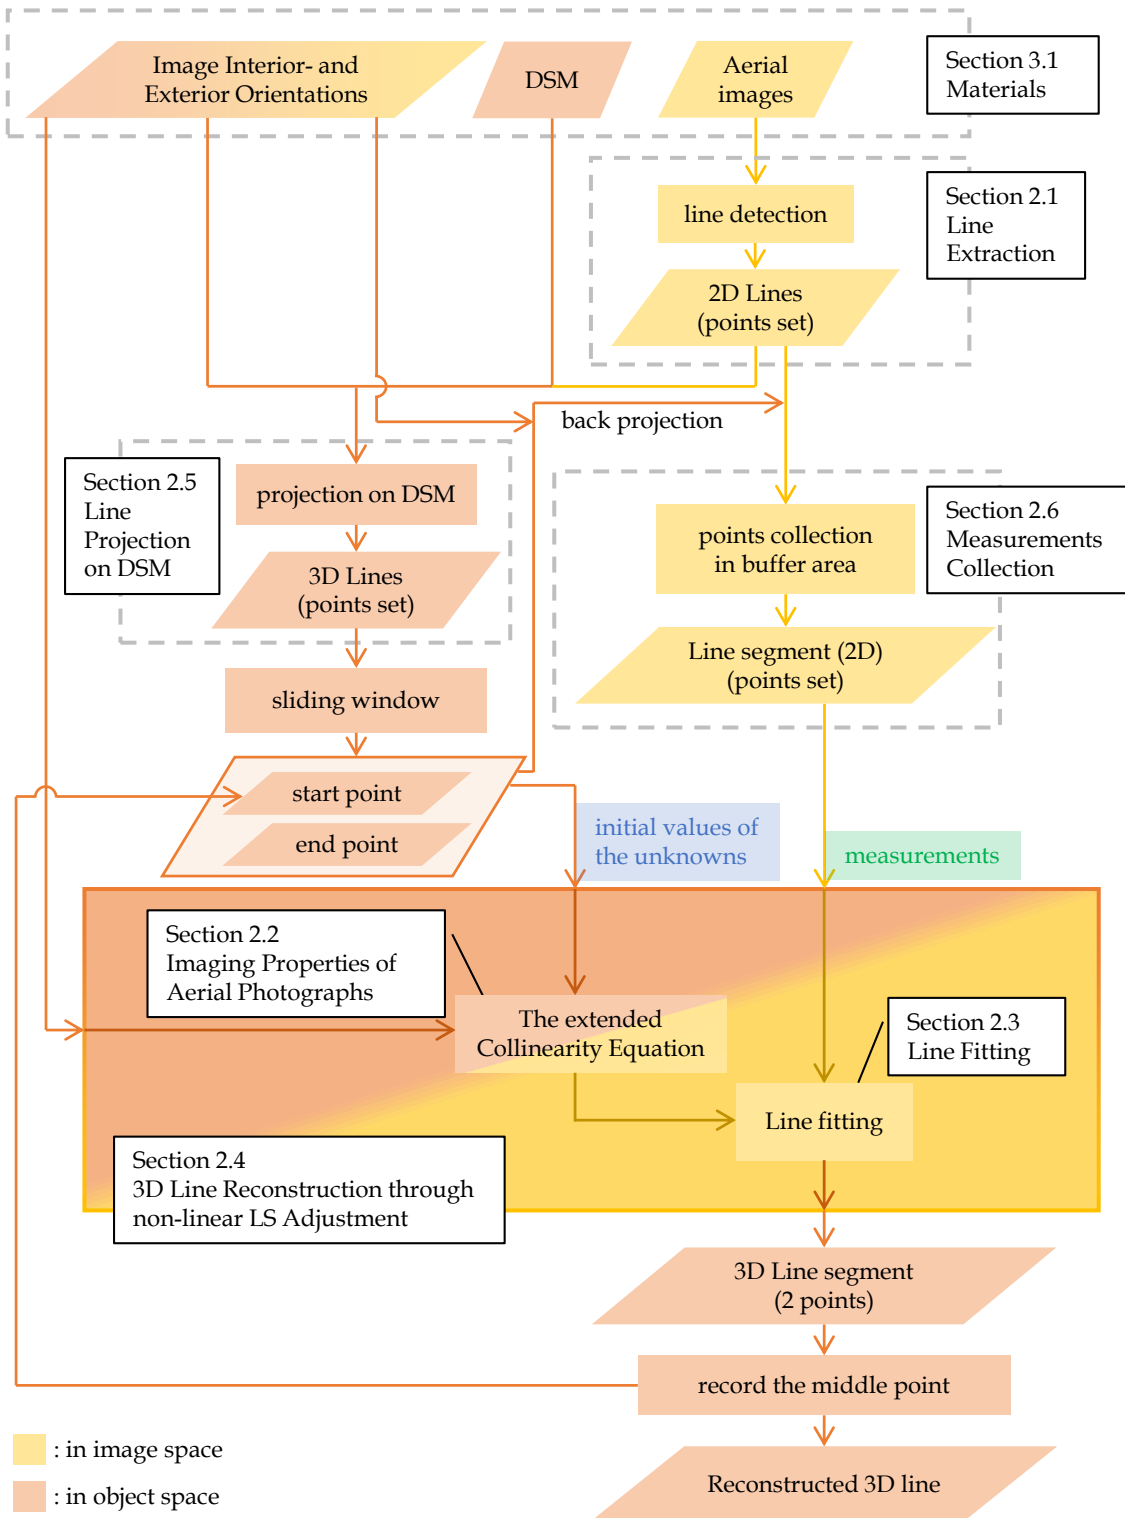 Image Interior- and
Exterior Orientations
DSM
Aerial
images
Section 3.1
Materials
line detection
Section 2.1
Line
Extraction
2D Lines
(points set)
back projection
Section 2.5
Line
Projection
on DSM
projection on DSM
3D Lines
(points set)
points collection
in buffer area
Section 2.6
Measurements
Collection
Line segment (2D)
(points set)
sliding window
start point
end point
initial values of
the unknowns
measurements
Section 2.2
Imaging Properties of
Aerial Photographs
The extended
Collinearity Equation
Section 2.3
Line Fitting
Line fitting
Section 2.4
3D Line Reconstruction through
non-linear LS Adjustment
3D Line segment
(2 points)
record the middle point
Reconstructed 3D line
: in image space
: in object space